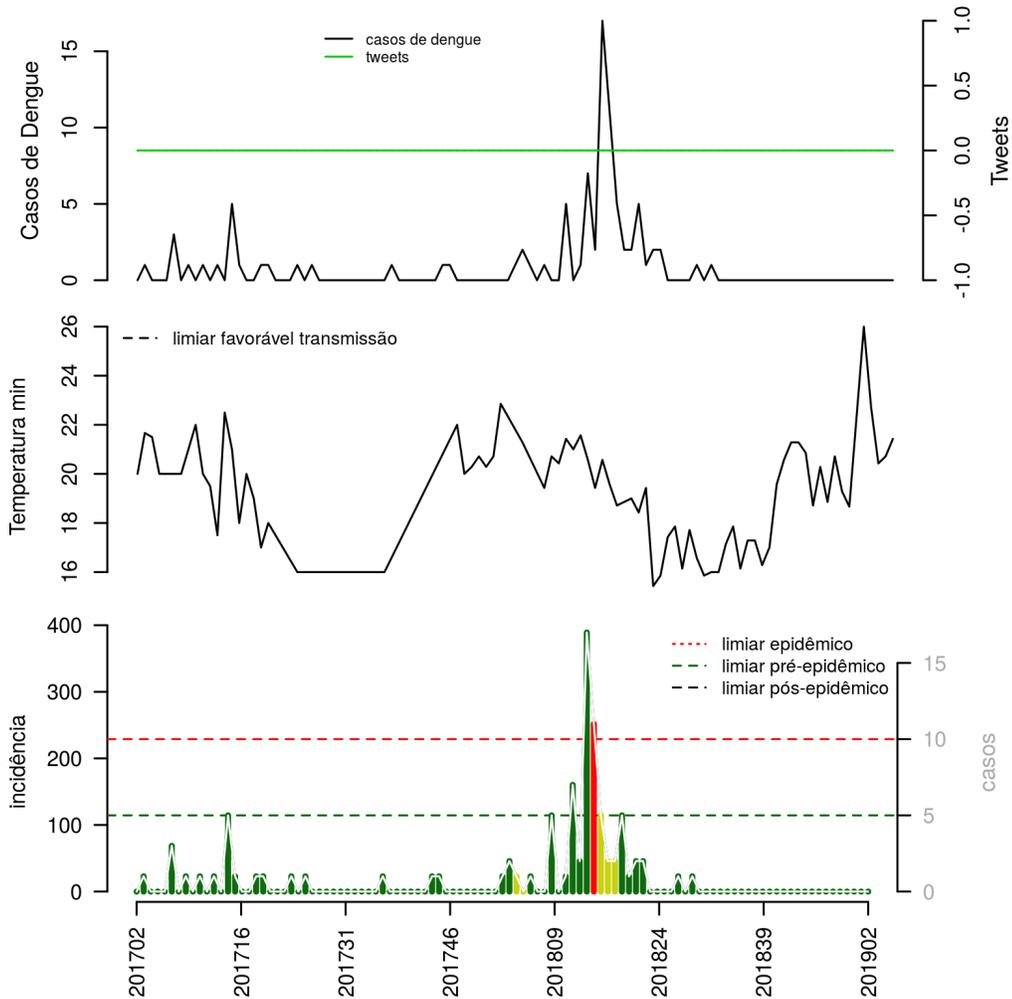 casos de dengue
tweets
Casos de Dengue
0
5
10
15
Tweets
-1.0
-0.5
0.0
0.5
1.0
limiar favorável transmissão
Temperatura min
16
18
20
22
24
26
limiar epidêmico
limiar pré-epidêmico
limiar pós-epidêmico
incidência
0
100
200
300
400
casos
0
5
10
15
201702
201716
201731
201746
201809
201824
201839
201902